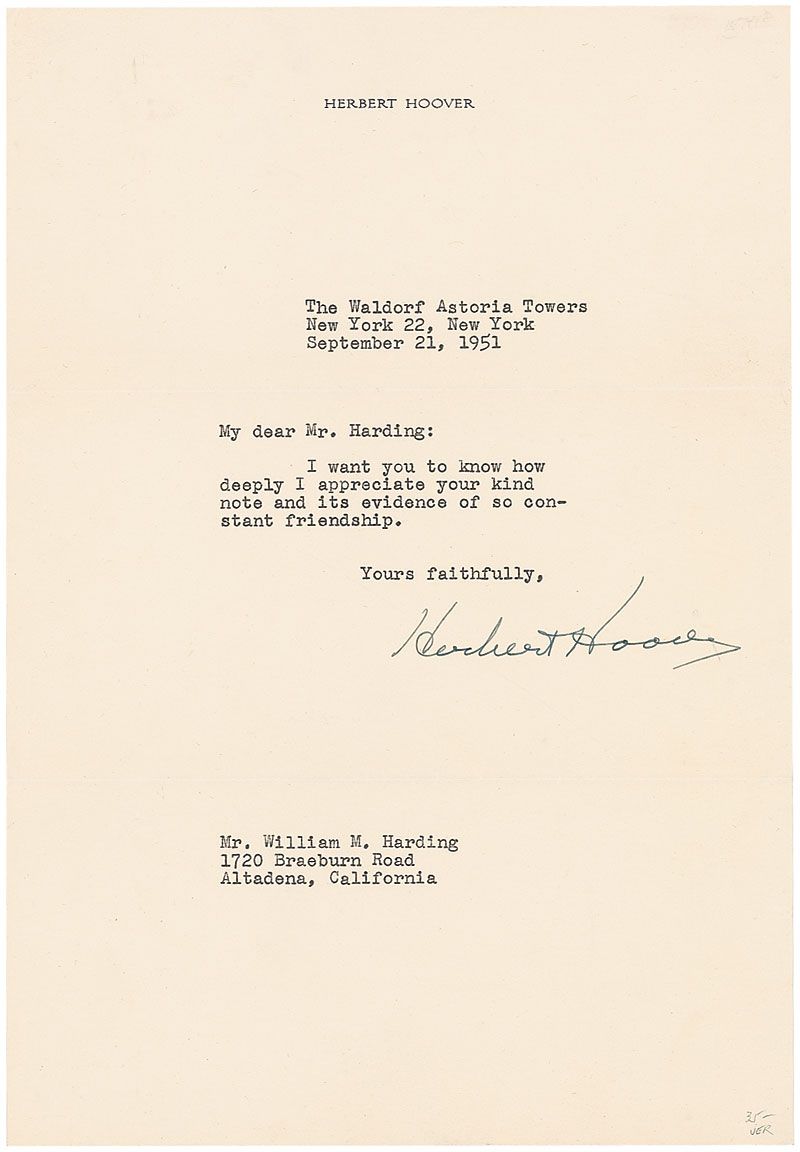 HERBERT HOOVER
The Waldorf Astoria Towers
New York 22, New York
September 21, 1951
My dear Mr. Harding:
I want you to know how
deeply I appreciate your kind
note and its evidence of so con-
stant friendship.
Yours faithfully,
Herbert Hoover
Mr. William M. Harding
1720 Braeburn Road
Altadena, California
35-